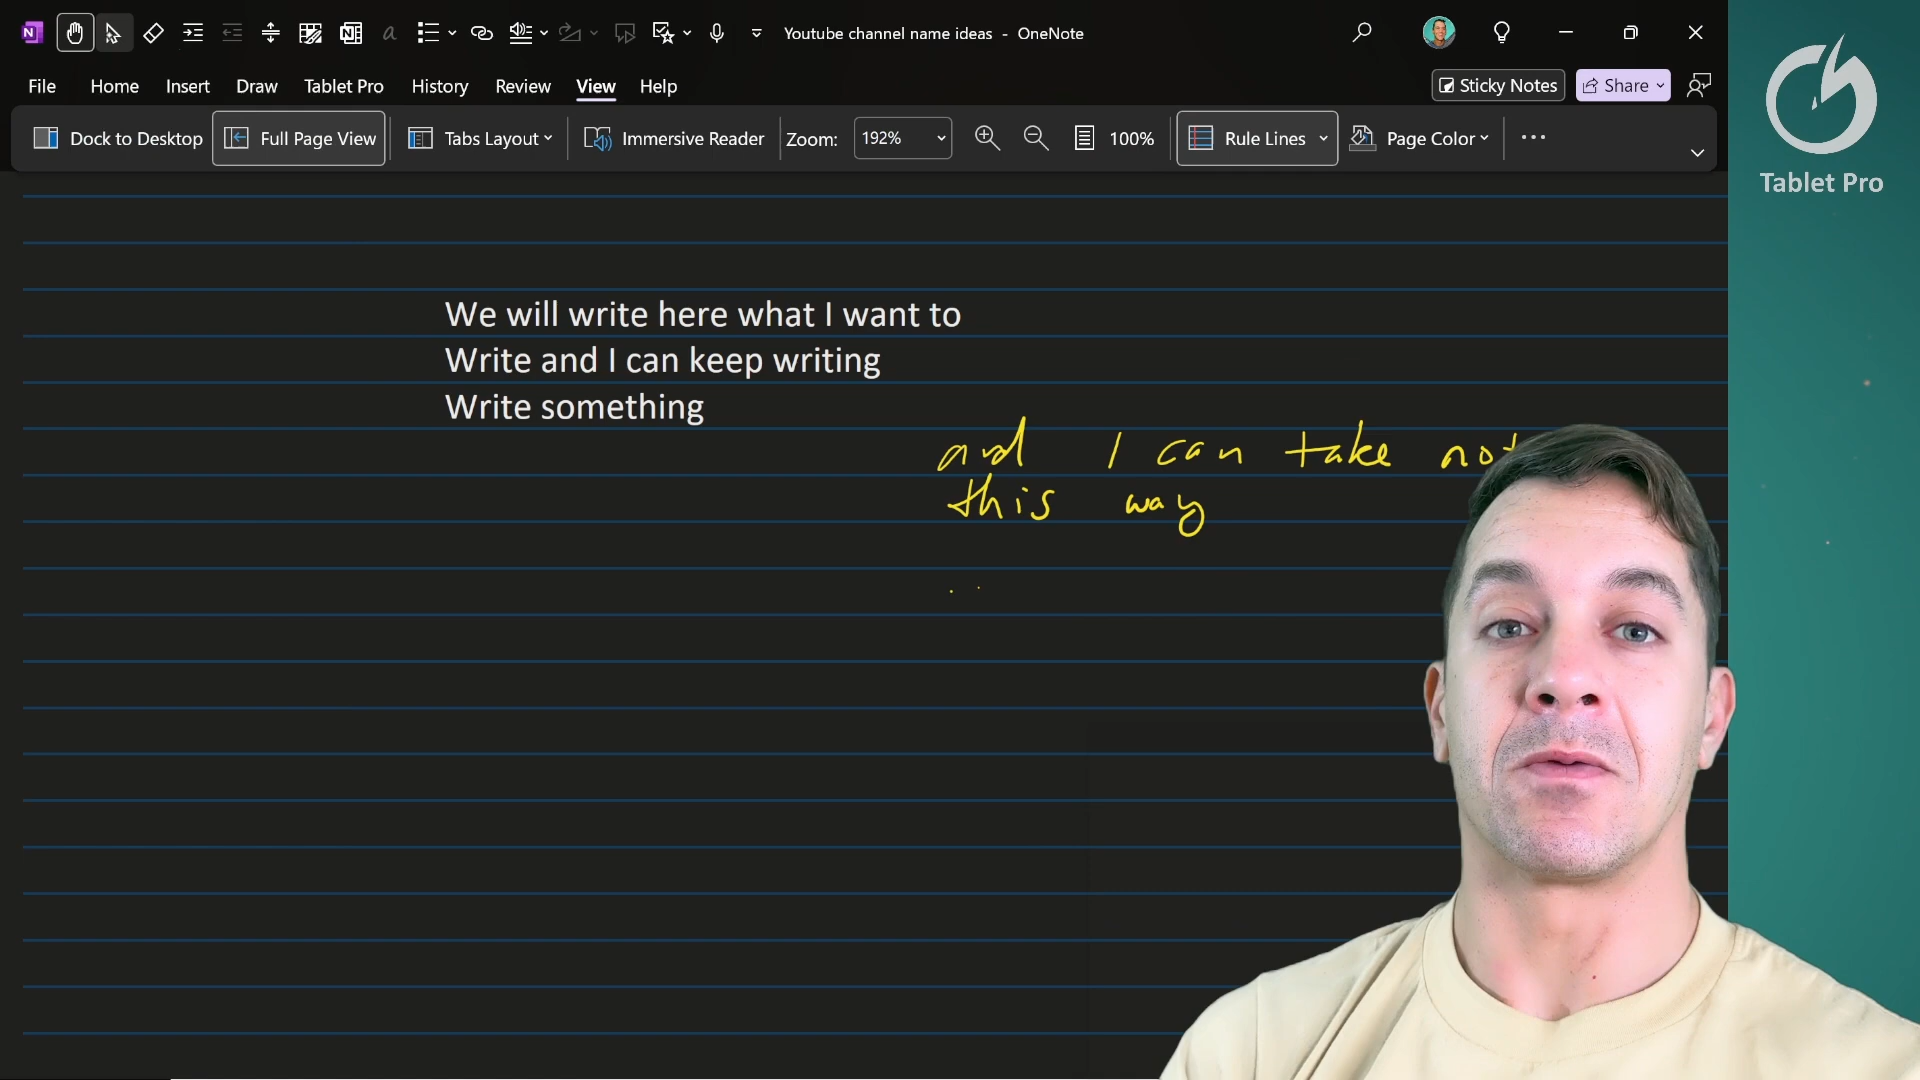 Youtube channel name ideas - OneNote
File Home Insert Draw Tablet Pro History Review View Help
Sticky Notes Share
Dock to Desktop Full Page View Tabs Layout Immersive Reader Zoom: 192% 100% Rule Lines Page Color ...
Tablet Pro
We will write here what I want to
Write and I can keep writing
Write something
and I can take
this way